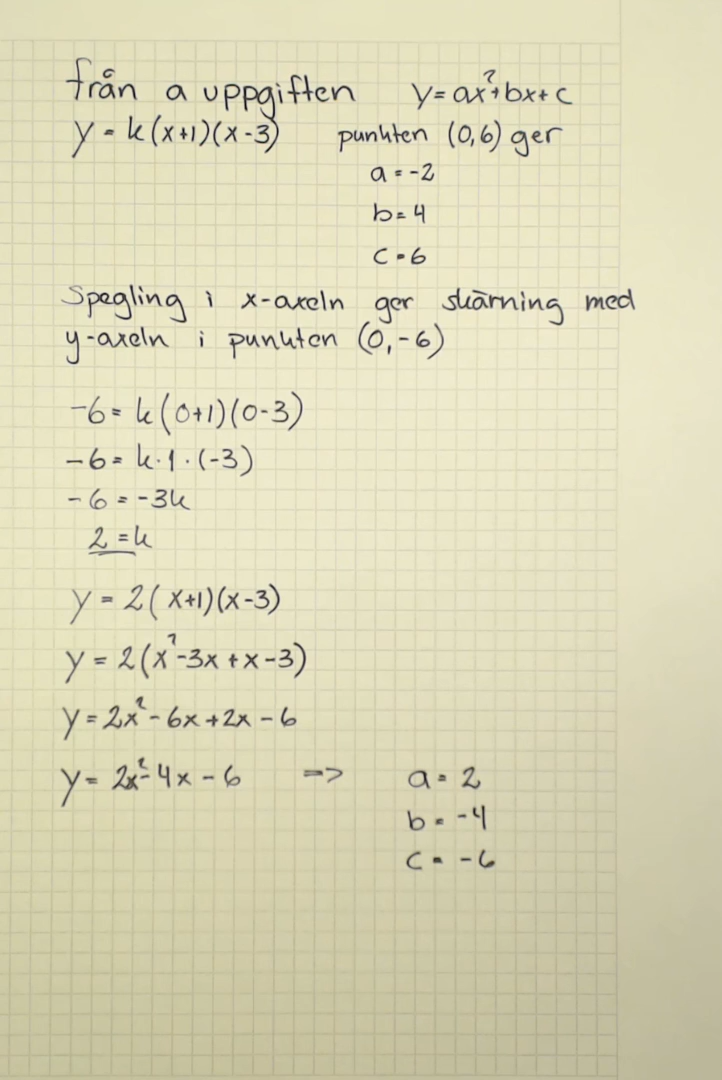 från a uppgiften y=ax²+bx+c
y = k(x+1)(x-3) punkten (0,6) ger
a = -2
b = 4
c = 6
Spegling i x-axeln ger skärning med
y-axeln i punkten (0,-6)
-6 = k(0+1)(0-3)
-6 = k·1·(-3)
-6 = -3k
2 = k
y = 2(x+1)(x-3)
y = 2(x²-3x+x-3)
y = 2x²-6x+2x-6
y = 2x²-4x-6 => a = 2
b = -4
c = -6